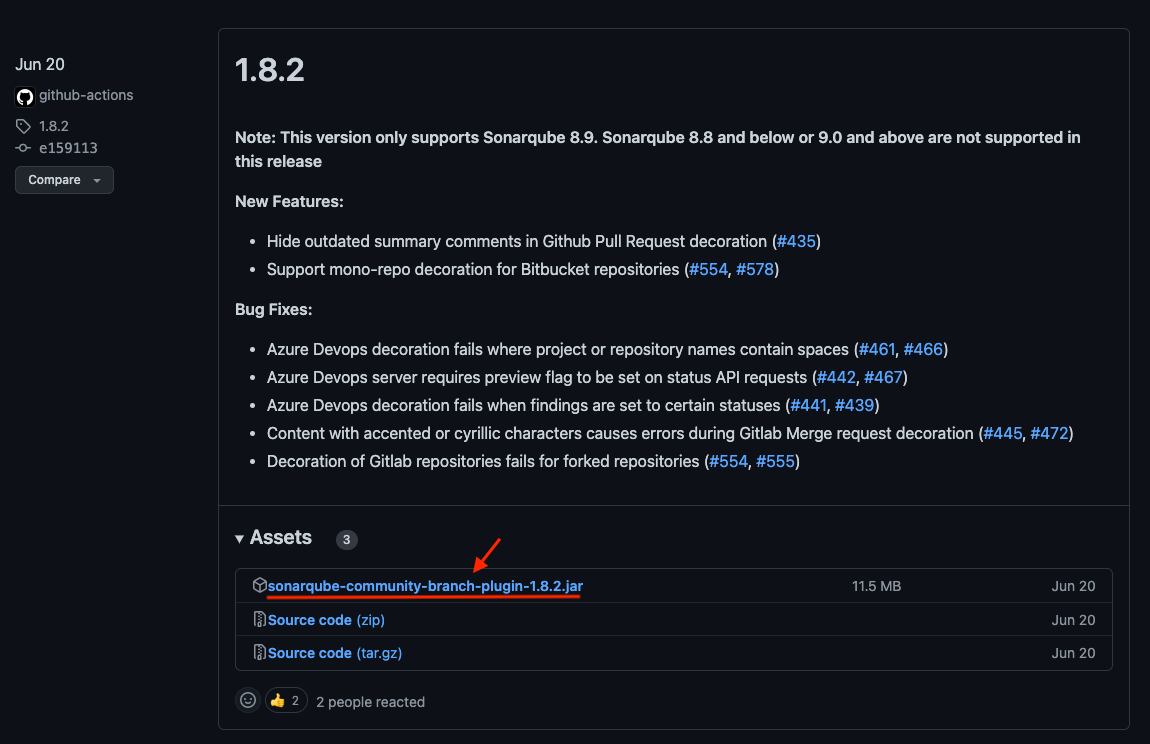 Jun 20
github-actions
1.8.2
e159113
Compare
1.8.2
Note: This version only supports Sonarqube 8.9. Sonarqube 8.8 and below or 9.0 and above are not supported in
this release
New Features:
Hide outdated summary comments in Github Pull Request decoration (#435)
Support mono-repo decoration for Bitbucket repositories (#554, #578)
Bug Fixes:
Azure Devops decoration fails where project or repository names contain spaces (#461, #466)
Azure Devops server requires preview flag to be set on status API requests (#442, #467)
Azure Devops decoration fails when findings are set to certain statuses (#441, #439)
Content with accented or cyrillic characters causes errors during Gitlab Merge request decoration (#445, #472)
Decoration of Gitlab repositories fails for forked repositories (#554, #555)
Assets 3
sonarqube-community-branch-plugin-1.8.2.jar 11.5 MB Jun 20
Source code (zip) Jun 20
Source code (tar.gz) Jun 20
👍 2 2 people reacted